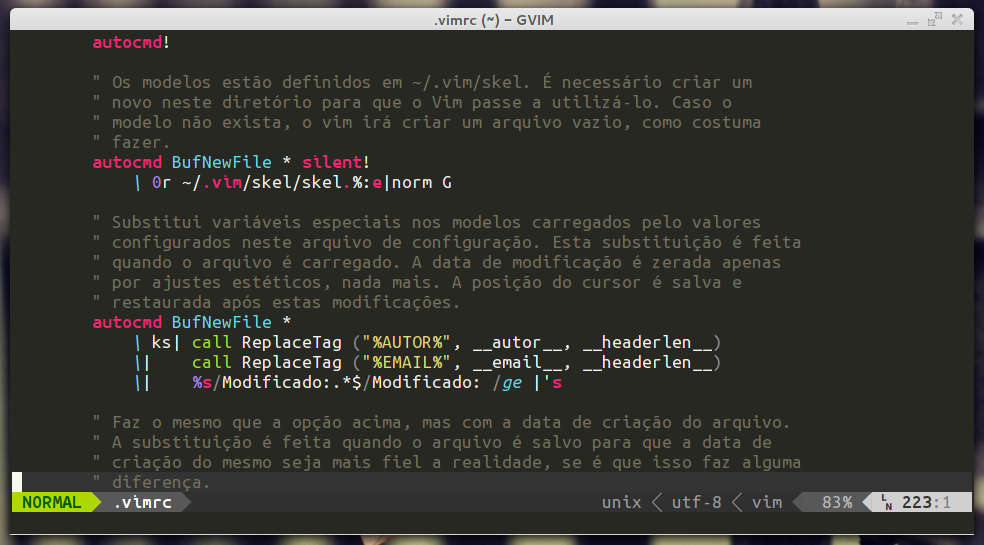 .vimrc (~) – GVIM
autocmd!
" Os modelos estão definidos em ~/.vim/skel. É necessário criar um
" novo neste diretório para que o Vim passe a utilizá-lo. Caso o
" modelo não exista, o vim irá criar um arquivo vazio, como costuma
" fazer.
autocmd BufNewFile * silent!
\ 0r ~/.vim/skel/skel.%:e|norm G
" Substitui variáveis especiais nos modelos carregados pelo valores
" configurados neste arquivo de configuração. Esta substituição é feita
" quando o arquivo é carregado. A data de modificação é zerada apenas
" por ajustes estéticos, nada mais. A posição do cursor é salva e
" restaurada após estas modificações.
autocmd BufNewFile *
\ ks| call ReplaceTag ("%AUTOR%", __autor__, __headerlen__)
\| call ReplaceTag ("%EMAIL%", __email__, __headerlen__)
\| %s/Modificado:.*$/Modificado: /ge |'s
" Faz o mesmo que a opção acima, mas com a data de criação do arquivo.
" A substituição é feita quando o arquivo é salvo para que a data de
" criação do mesmo seja mais fiel a realidade, se é que isso faz alguma
" diferença.
NORMAL .vimrc unix < utf-8 < vim 83% LN 223:1